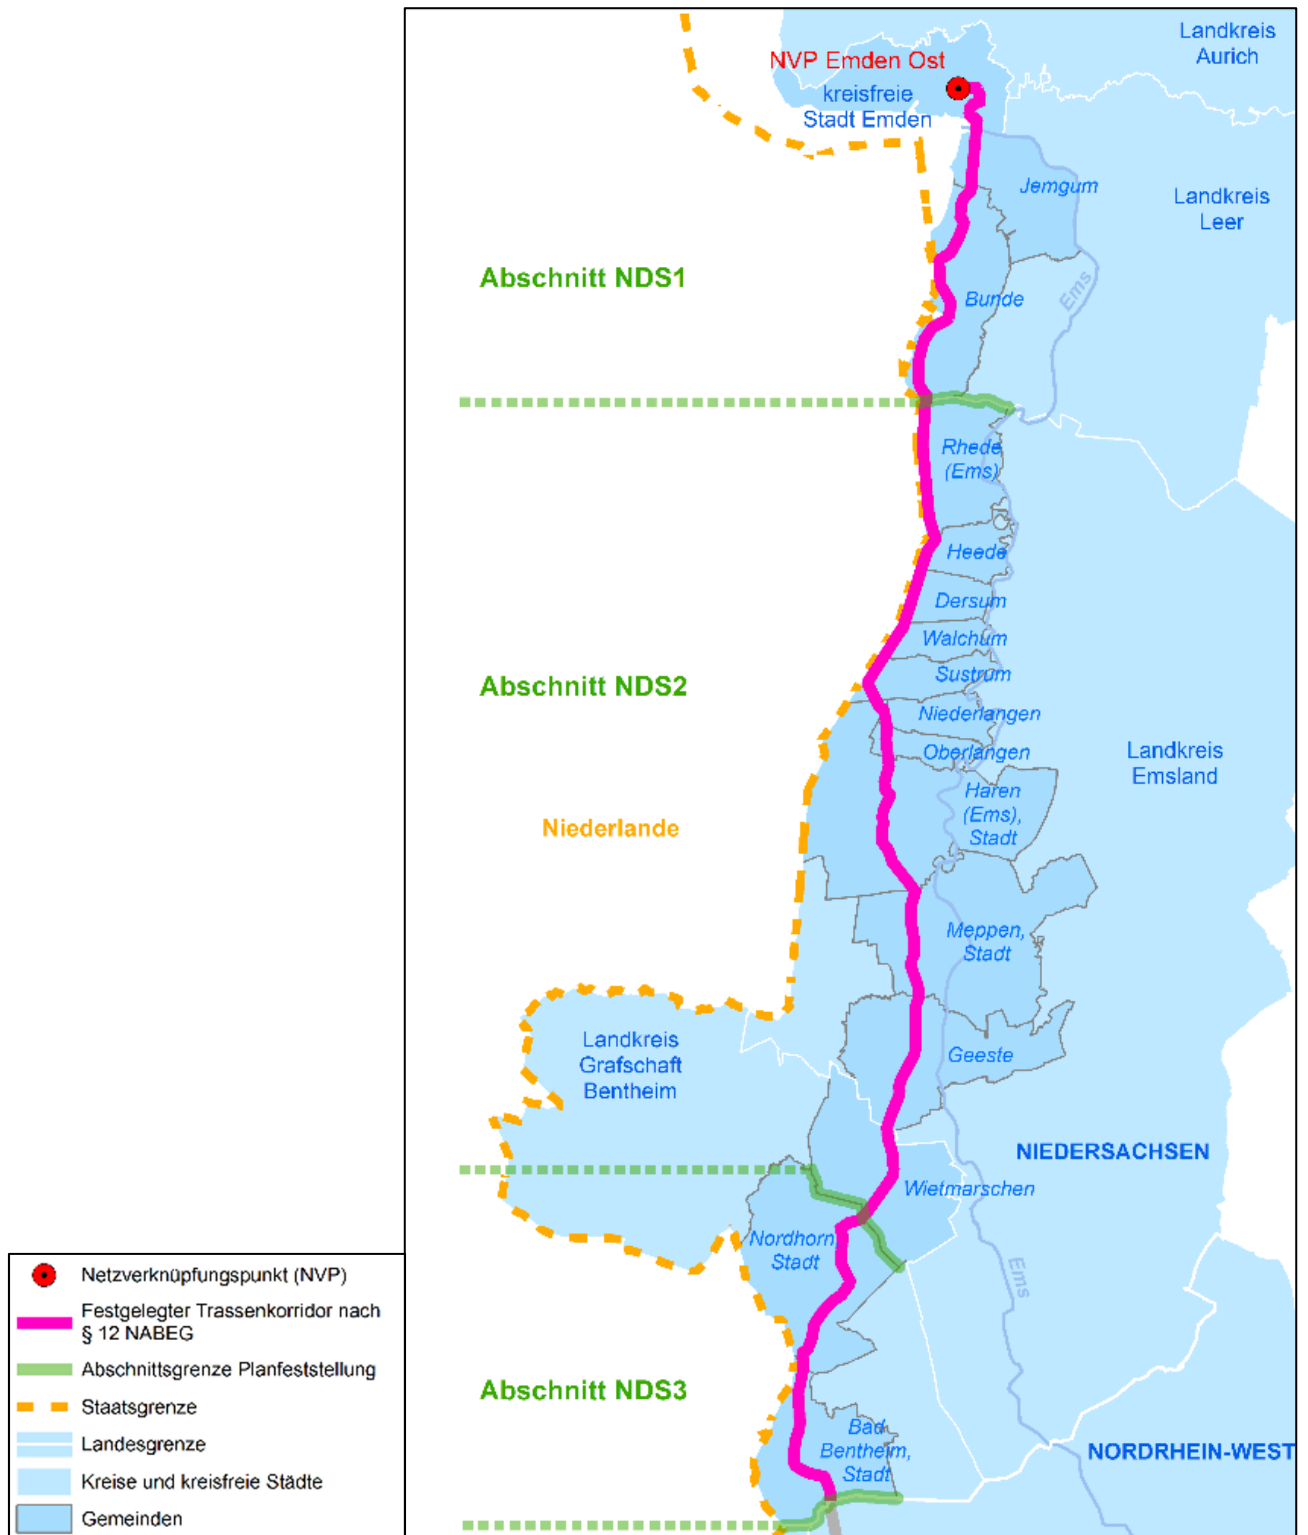 Landkreis
Aurich
NVP Emden Ost
kreisfreie
Stadt Emden
Jemgum
Landkreis
Leer
Abschnitt NDS1
Bunde
Ems
Rhede
(Ems)
Heede
Dersum
Walchum
Sustrum
Abschnitt NDS2
Niederlangen
Oberlangen
Landkreis
Emsland
Haren
(Ems),
Stadt
Niederlande
Meppen,
Stadt
Landkreis
Grafschaft
Bentheim
Geeste
NIEDERSACHSEN
Wietmarschen
Nordhorn,
Stadt
Ems
Netzverknüpfungspunkt (NVP)
Festgelegter Trassenkorridor nach
§ 12 NABEG
Abschnittsgrenze Planfeststellung
Staatsgrenze
Landesgrenze
Kreise und kreisfreie Städte
Gemeinden
Abschnitt NDS3
Bad
Bentheim,
Stadt
NORDRHEIN-WEST